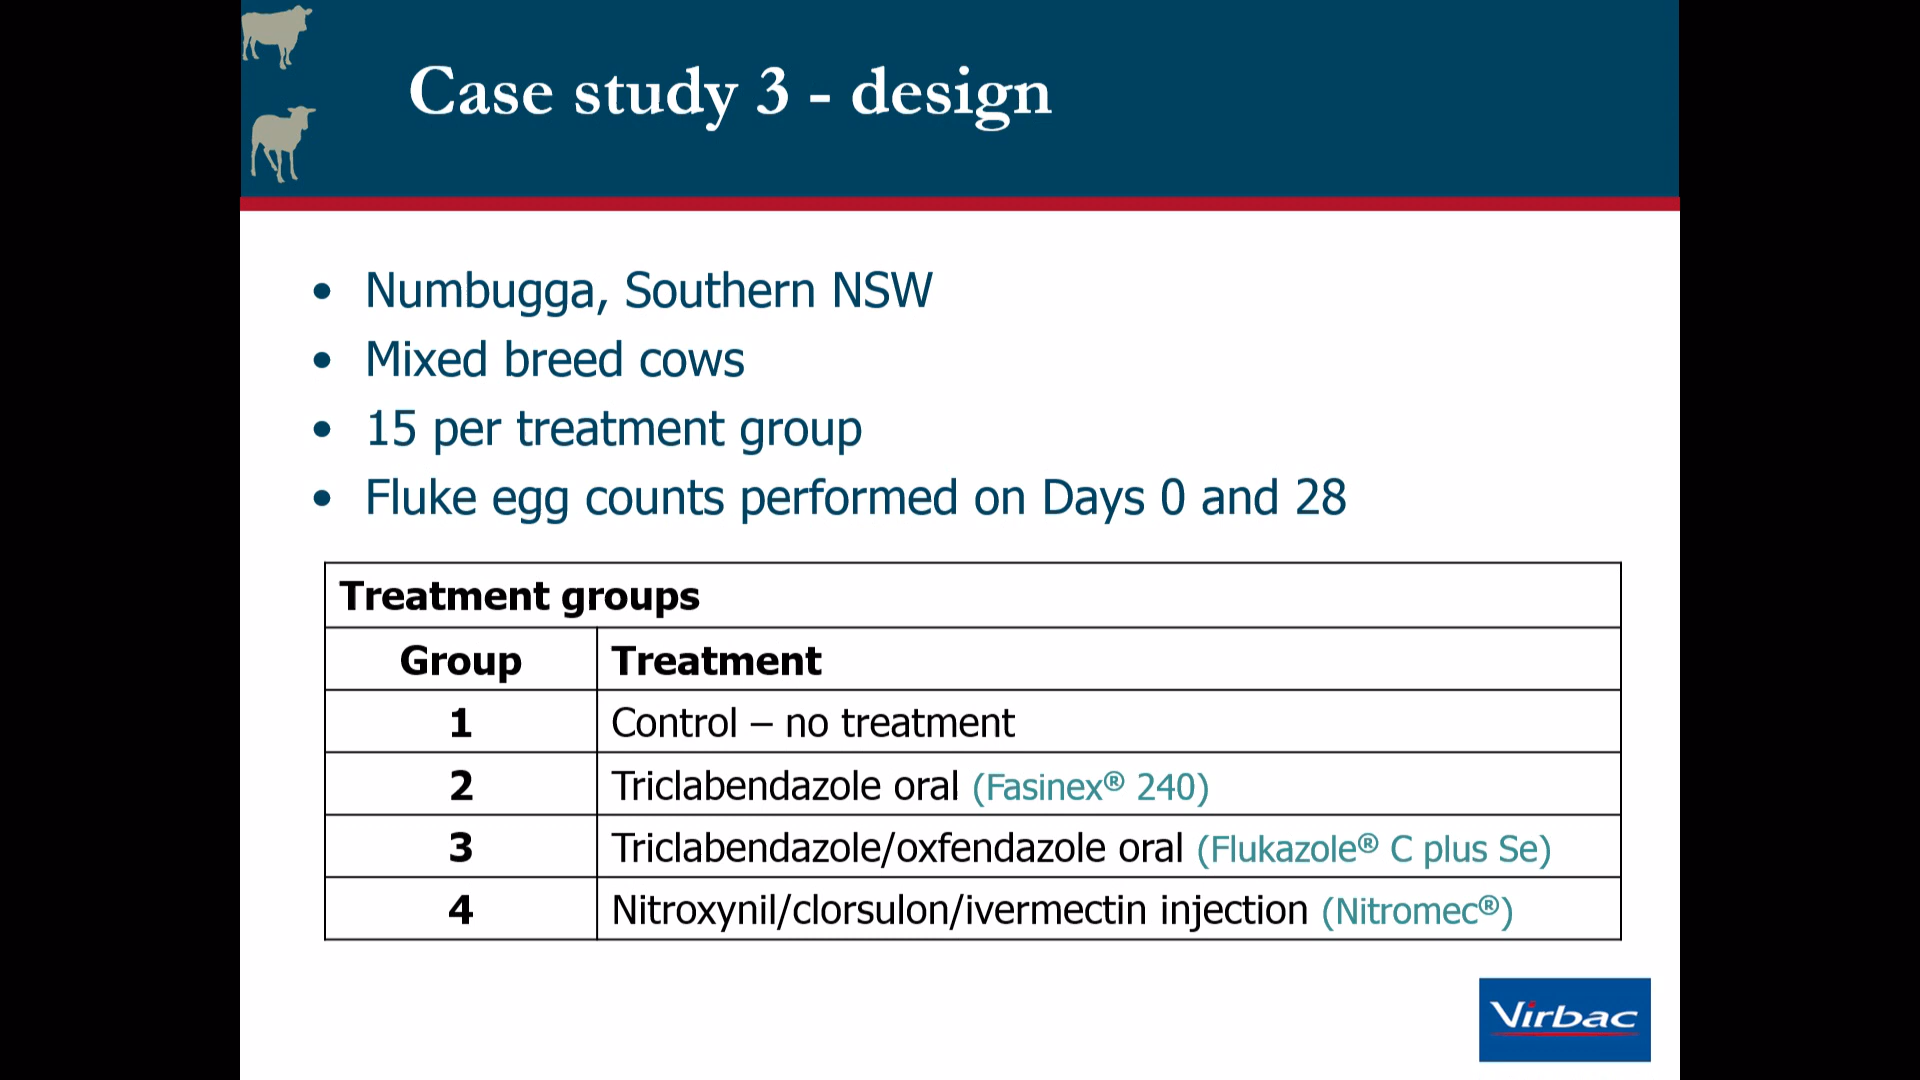 Case study 3 - design
• Numbugga, Southern NSW
• Mixed breed cows
• 15 per treatment group
• Fluke egg counts performed on Days 0 and 28
Treatment groups
Group Treatment
1 Control – no treatment
2 Triclabendazole oral (Fasinex® 240)
3 Triclabendazole/oxfendazole oral (Flukazole® C plus Se)
4 Nitroxynil/clorsulon/ivermectin injection (Nitromec®)
Virbac